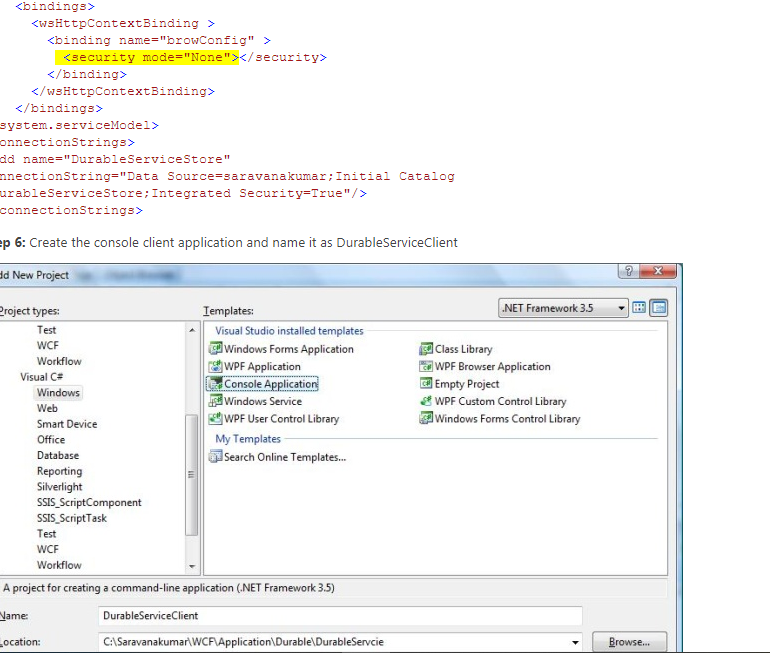 <bindings>
<wsHttpContextBinding >
<binding name="browConfig" >
<security mode="None"></security>
</binding>
</wsHttpContextBinding>
</bindings>
system.serviceModel>
onnectionStrings>
dd name="DurableServiceStore"
nnectionString="Data Source=saravanakumar;Initial Catalog
urableServiceStore;Integrated Security=True"/>
connectionStrings>
ep 6: Create the console client application and name it as DurableServiceClient
dd New Project
Project types:
Templates:
.NET Framework 3.5
Test
WCF
Workflow
Visual C#
Windows
Web
Smart Device
Office
Database
Reporting
Silverlight
SSIS_ScriptComponent
SSIS_ScriptTask
Test
WCF
Workflow
Visual Studio installed templates
Windows Forms Application
Class Library
WPF Application
WPF Browser Application
Console Application
Empty Project
Windows Service
WPF Custom Control Library
WPF User Control Library
Windows Forms Control Library
My Templates
Search Online Templates...
A project for creating a command-line application (.NET Framework 3.5)
Name:
DurableServiceClient
Location:
C:\Saravanakumar\WCF\Application\Durable\DurableServcie
Browse...